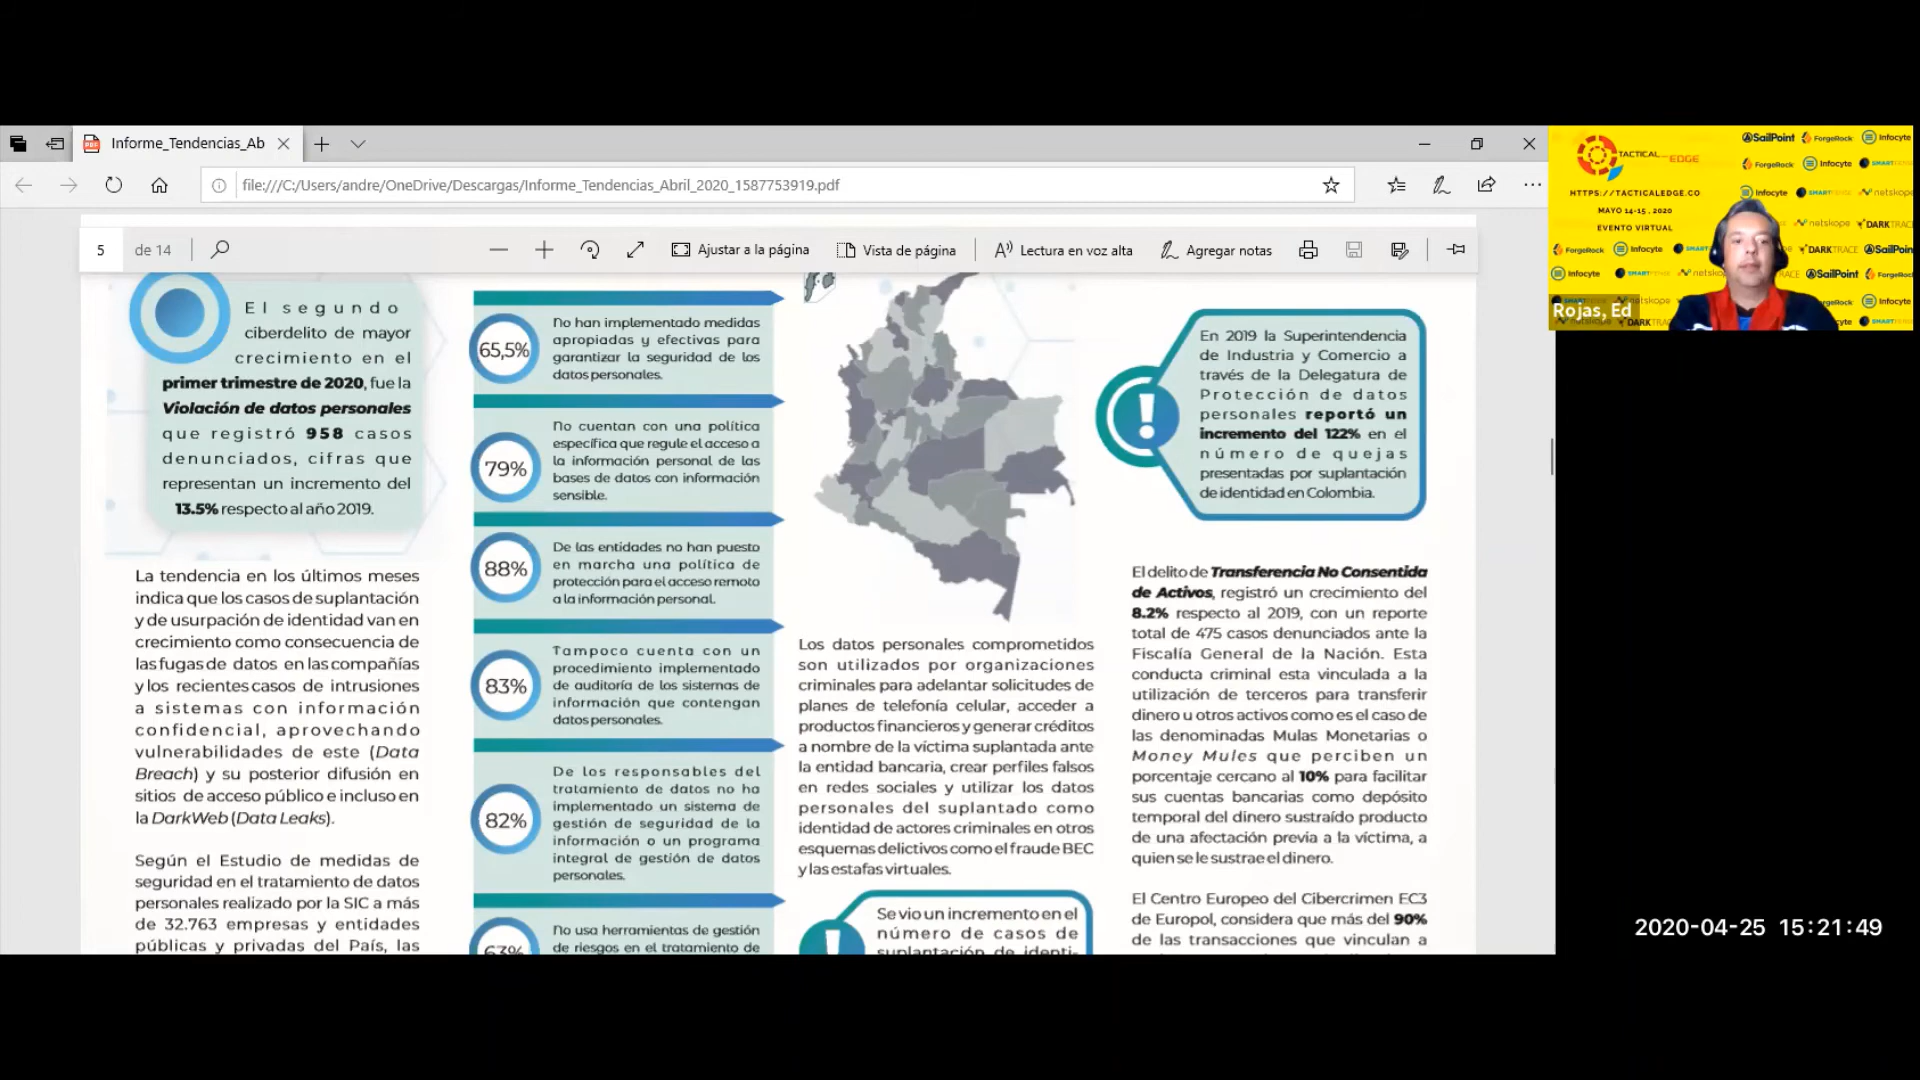 Informe_Tendencias_Ab
file:///C:/Users/andre/OneDrive/Descargas/Informe_Tendencias_Abril_2020_1587753919.pdf
5 de 14
Ajustar a la página
Vista de página
Lectura en voz alta
Agregar notas
El segundo
ciberdelito de mayor
crecimiento en el
primer trimestre de 2020, fue la
Violación de datos personales
que registró 958 casos
denunciados, cifras que
representan un incremento del
13.5% respecto al año 2019.
La tendencia en los últimos meses
indica que los casos de suplantación
y de usurpación de identidad van en
crecimiento como consecuencia de
las fugas de datos en las compañías
y los recientes casos de intrusiones
a sistemas con información
confidencial, aprovechando
vulnerabilidades de este (Data
Breach) y su posterior difusión en
sitios de acceso público e incluso en
la DarkWeb (Data Leaks).
Según el Estudio de medidas de
seguridad en el tratamiento de datos
personales realizado por la SIC a más
de 32.763 empresas y entidades
públicas y privadas del País, las
65,5%
No han implementado medidas
apropiadas y efectivas para
garantizar la seguridad de los
datos personales.
79%
No cuentan con una política
específica que regule el acceso a
la información personal de las
bases de datos con información
sensible.
88%
De las entidades no han puesto
en marcha una política de
protección para el acceso remoto
a la información personal.
83%
Tampoco cuenta con un
procedimiento implementado
de auditoría de los sistemas de
información que contengan
datos personales.
82%
De los responsables del
tratamiento de datos no ha
implementado un sistema de
gestión de seguridad de la
información o un programa
integral de gestión de datos
personales.
63%
No usa herramientas de gestión
de riesgos en el tratamiento de
Los datos personales comprometidos
son utilizados por organizaciones
criminales para adelantar solicitudes de
planes de telefonía celular, acceder a
productos financieros y generar créditos
a nombre de la víctima suplantada ante
la entidad bancaria, crear perfiles falsos
en redes sociales y utilizar los datos
personales del suplantado como
identidad de actores criminales en otros
esquemas delictivos como el fraude BEC
y las estafas virtuales.
!
Se vio un incremento en el
número de casos de
suplantación de identi-
!
En 2019 la Superintendencia
de Industria y Comercio a
través de la Delegatura de
Protección de datos
personales reportó un
incremento del 122% en el
número de quejas
presentadas por suplantación
de identidad en Colombia.
El delito de Transferencia No Consentida
de Activos, registró un crecimiento del
8.2% respecto al 2019, con un reporte
total de 475 casos denunciados ante la
Fiscalía General de la Nación. Esta
conducta criminal esta vinculada a la
utilización de terceros para transferir
dinero u otros activos como es el caso de
las denominadas Mulas Monetarias o
Money Mules que perciben un
porcentaje cercano al 10% para facilitar
sus cuentas bancarias como depósito
temporal del dinero sustraído producto
de una afectación previa a la víctima, a
quien se le sustrae el dinero.
El Centro Europeo del Cibercrimen EC3
de Europol, considera que más del 90%
de las transacciones que vinculan a
TACTICAL EDGE
HTTPS://TACTICALEDGE.CO
MAYO 14-15, 2020
EVENTO VIRTUAL
SailPoint ForgeRock Infocyte
ForgeRock Infocyte
Infocyte netskope
netskope DARKTRACE
ForgeRock Infocyte DARKTRACE SailPoint
Infocyte SailPoint ForgeRock
Rojas, Ed
2020-04-25 15:21:49